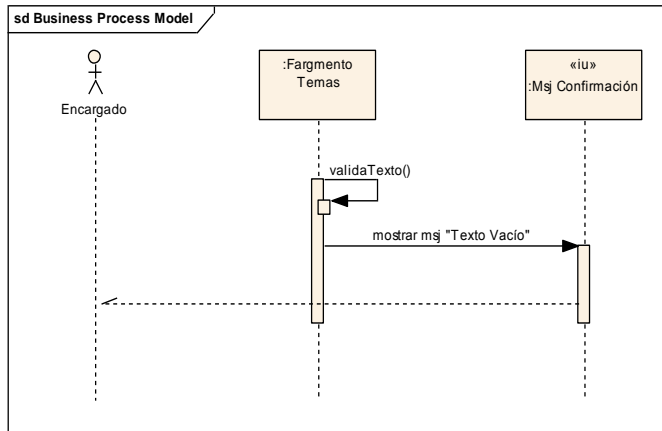 sd Business Process Model
Encargado
:Fargmento
Temas
«iu»
:Msj Confirmación
validaTexto()
mostrar msj "Texto Vacío"